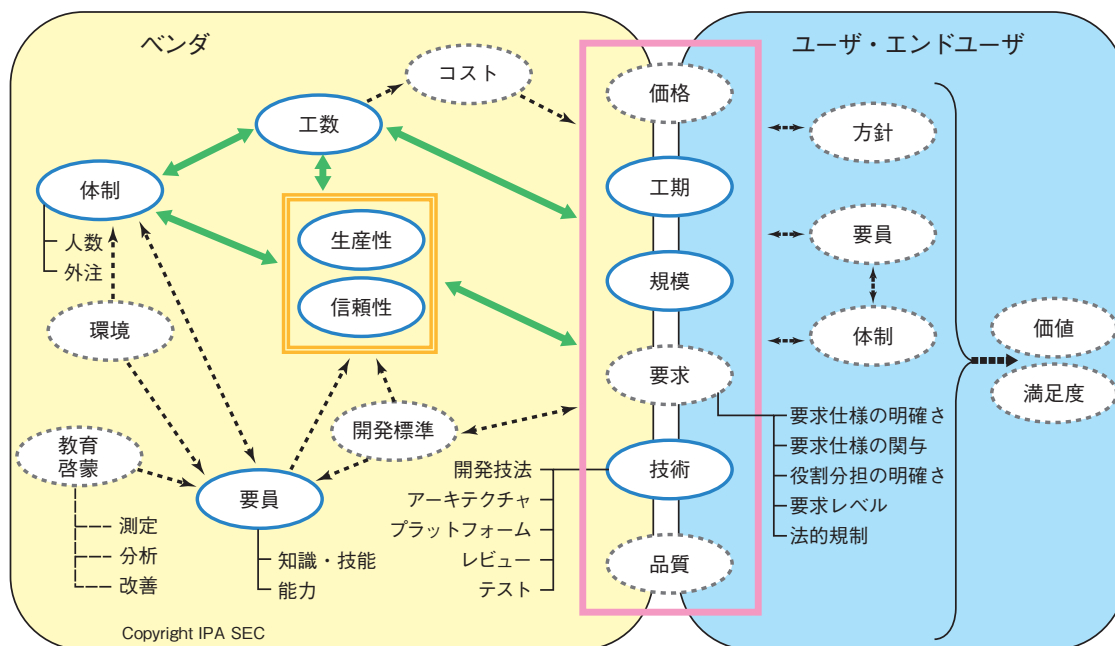 ベンダ
ユーザ・エンドユーザ
コスト
工数
体制
人数
外注
生産性
信頼性
環境
教育
啓蒙
測定
分析
改善
開発標準
要員
知識・技能
能力
価格
工期
規模
要求
技術
品質
開発技法
アーキテクチャ
プラットフォーム
レビュー
テスト
方針
要員
体制
要求仕様の明確さ
要求仕様の関与
役割分担の明確さ
要求レベル
法的規制
価値
満足度
Copyright IPA SEC